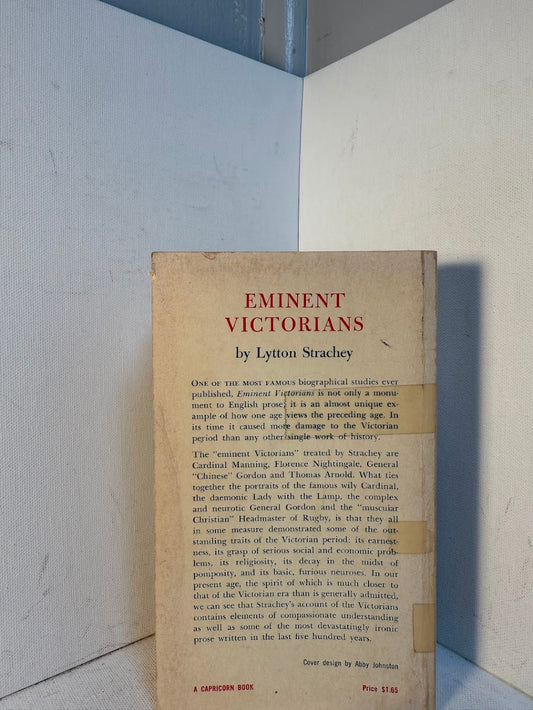 EMINENT
VICTORIANS
by Lytton Strachey
ONE OF THE MOST FAMOUS biographical studies ever
published, Eminent Victorians is not only a monu-
ment to English prose; it is an almost unique ex-
ample of how one age views the preceding age. In
its time it caused more damage to the Victorian
period than any other single work of history.
The "eminent Victorians" treated by Strachey are
Cardinal Manning, Florence Nightingale, General
"Chinese" Gordon and Thomas Arnold. What ties
together the portraits of the famous wily Cardinal,
the daemonic Lady with the Lamp, the complex
and neurotic General Gordon and the "muscular
Christian" Headmaster of Rugby, is that they all
in some measure demonstrated some of the out-
standing traits of the Victorian period: its earnest-
ness, its grasp of serious social and economic prob-
lems, its religiosity, its decay in the midst of
pomposity, and its basic, furious neuroses. In our
present age, the spirit of which is much closer to
that of the Victorian era than is generally admitted,
we can see that Strachey's account of the Victorians
contains elements of compassionate understanding
as well as some of the most devastatingly ironic
prose written in the last five hundred years.
Cover design by Abby Johnston
A CAPRICORN BOOK Price $1.65